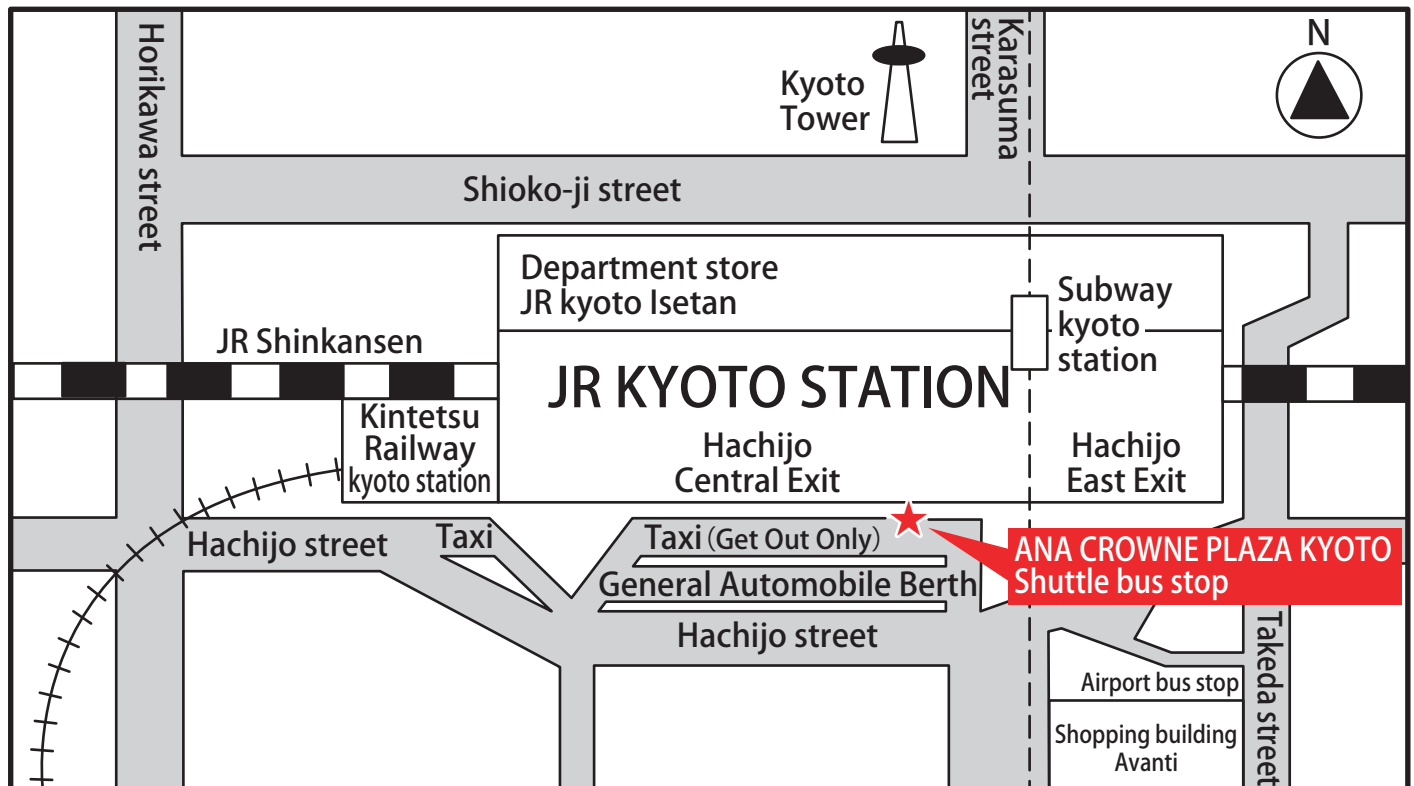 Horikawa street
Kyoto
Tower
Karasuma
street
N
Shioko-ji street
Department store
JR kyoto Isetan
Subway
kyoto
station
JR Shinkansen
JR KYOTO STATION
Kintetsu
Railway
kyoto station
Hachijo
Central Exit
Hachijo
East Exit
Hachijo street
Taxi
Taxi (Get Out Only)
General Automobile Berth
Hachijo street
ANA CROWNE PLAZA KYOTO
Shuttle bus stop
Takeda street
Airport bus stop
Shopping building
Avanti